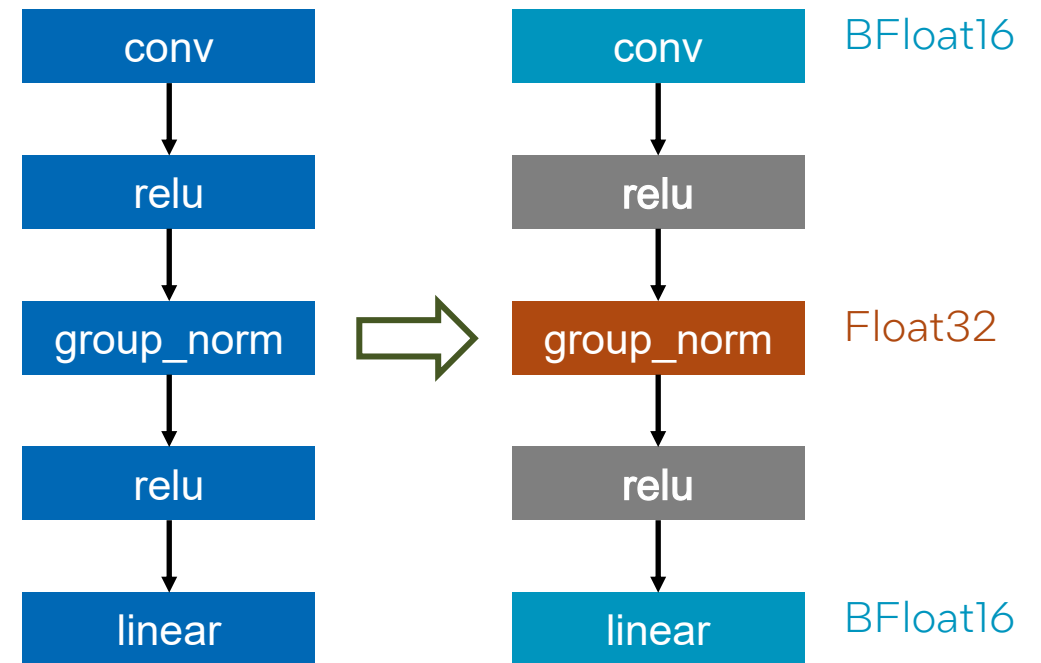 conv
relu
group_norm
relu
linear
conv
BFloat16
relu
group_norm
Float32
relu
linear
BFloat16